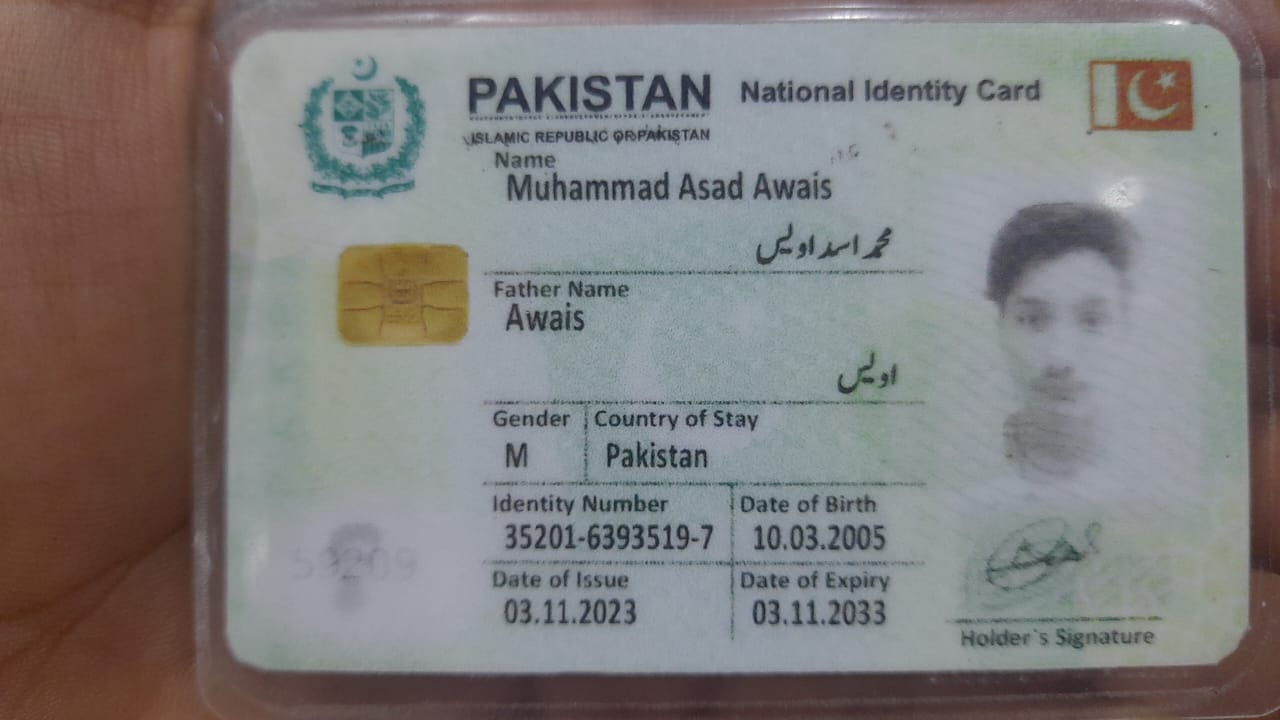 PAKISTAN National Identity Card
ISLAMIC REPUBLIC OF PAKISTAN
Name
Muhammad Asad Awais
محمد اسد اویس
Father Name
Awais
اویس
Gender Country of Stay
M Pakistan
Identity Number Date of Birth
35201-6393519-7 10.03.2005
Date of Issue Date of Expiry
03.11.2023 03.11.2033
Holder`s Signature